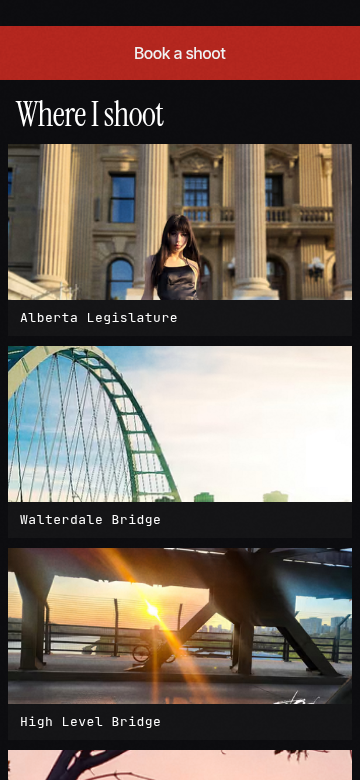 Book a shoot
Where I shoot
Alberta Legislature
Walterdale Bridge
High Level Bridge